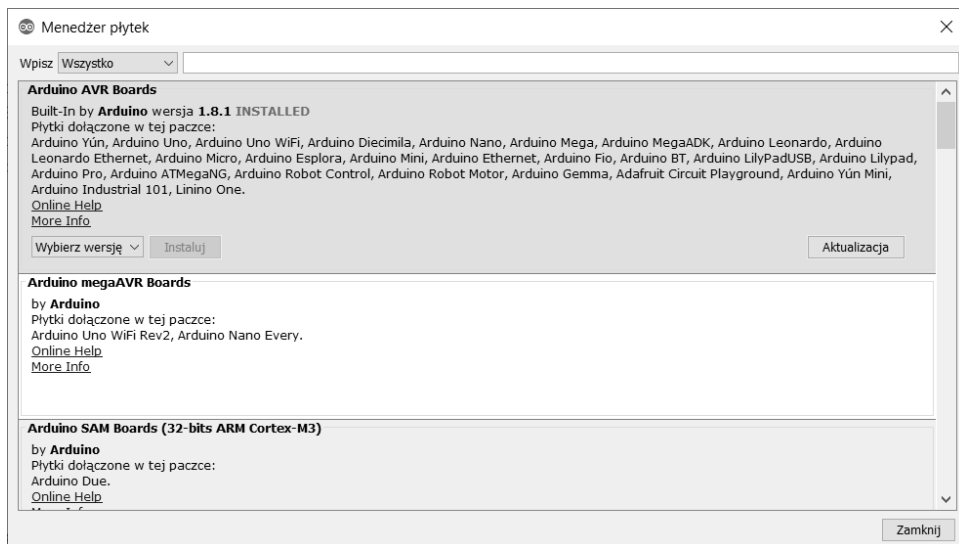 Menedżer płytek
Wpisz Wszystko
Arduino AVR Boards
Built-In by Arduino wersja 1.8.1 INSTALLED
Płytki dołączone w tej paczce:
Arduino Yún, Arduino Uno, Arduino Uno WiFi, Arduino Diecimila, Arduino Nano, Arduino Mega, Arduino MegaADK, Arduino Leonardo, Arduino
Leonardo Ethernet, Arduino Micro, Arduino Esplora, Arduino Mini, Arduino Ethernet, Arduino Fio, Arduino BT, Arduino LilyPadUSB, Arduino Lilypad,
Arduino Pro, Arduino ATMegaNG, Arduino Robot Control, Arduino Robot Motor, Arduino Gemma, Adafruit Circuit Playground, Arduino Yún Mini,
Arduino Industrial 101, Linino One.
Online Help
More Info
Wybierz wersję Instaluj Aktualizacja
Arduino megaAVR Boards
by Arduino
Płytki dołączone w tej paczce:
Arduino Uno WiFi Rev2, Arduino Nano Every.
Online Help
More Info
Arduino SAM Boards (32-bits ARM Cortex-M3)
by Arduino
Płytki dołączone w tej paczce:
Arduino Due.
Online Help
Zamknij